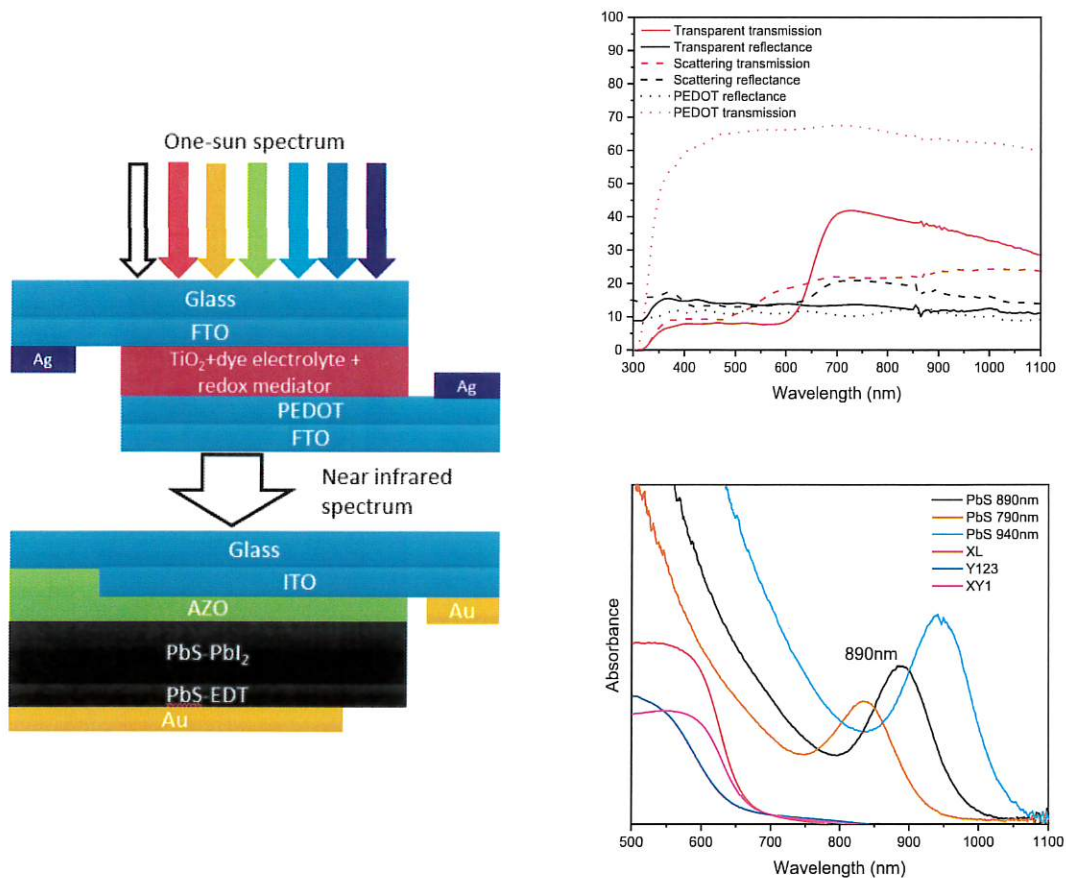 One-sun spectrum
Glass
FTO
Ag
TiO₂+dye electrolyte +
redox mediator
Ag
PEDOT
FTO
Near infrared
spectrum
Glass
ITO
AZO
Au
PbS-PbI₂
PbS-EDT
Au
100
90
80
70
60
50
40
30
20
10
0
Transparent transmission
Transparent reflectance
Scattering transmission
Scattering reflectance
PEDOT reflectance
PEDOT transmission
300 400 500 600 700 800 900 1000 1100
Wavelength (nm)
Absorbance
PbS 890nm
PbS 790nm
PbS 940nm
XL
Y123
XY1
890nm
500 600 700 800 900 1000 1100
Wavelength (nm)